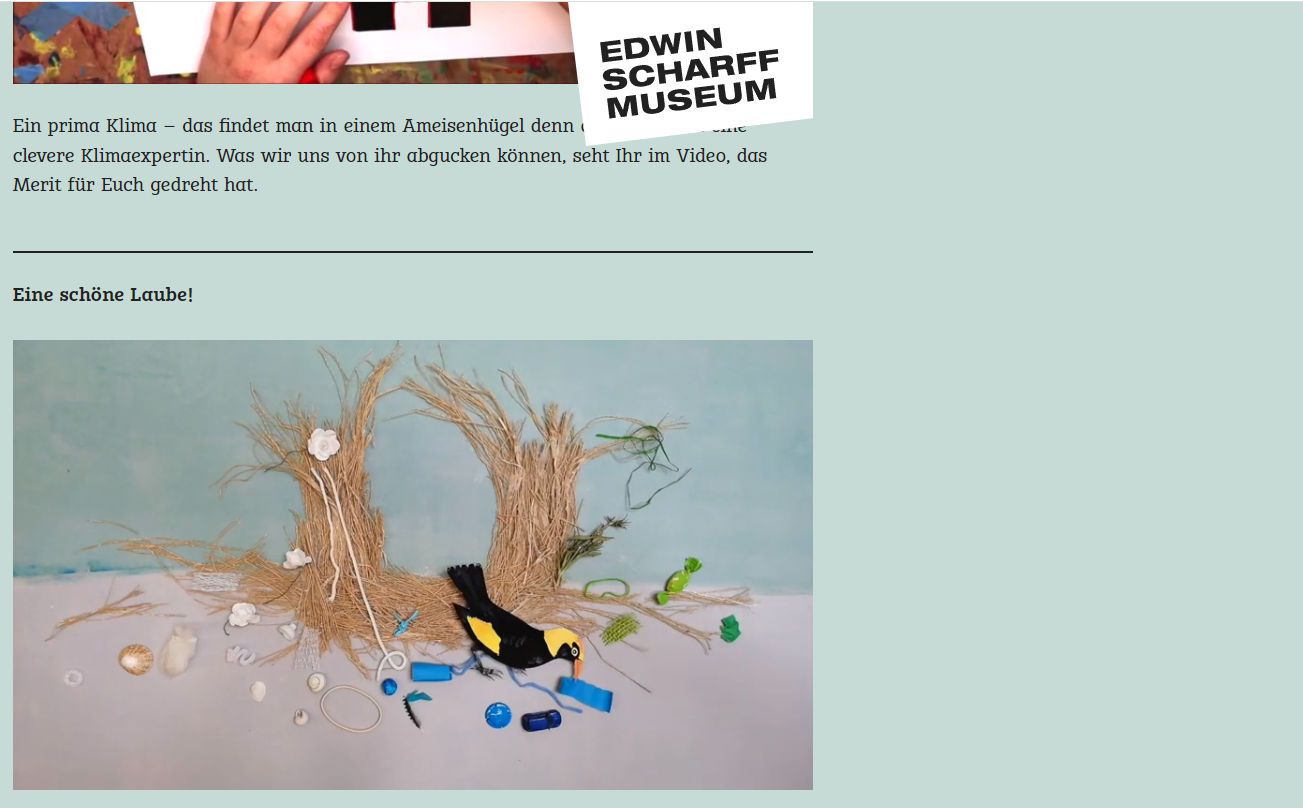 EDWIN
SCHARFF
MUSEUM
Ein prima Klima – das findet man in einem Ameisenhügel denn eine
clevere Klimaexpertin. Was wir uns von ihr abgucken können, seht Ihr im Video, das
Merit für Euch gedreht hat.
Eine schöne Laube!